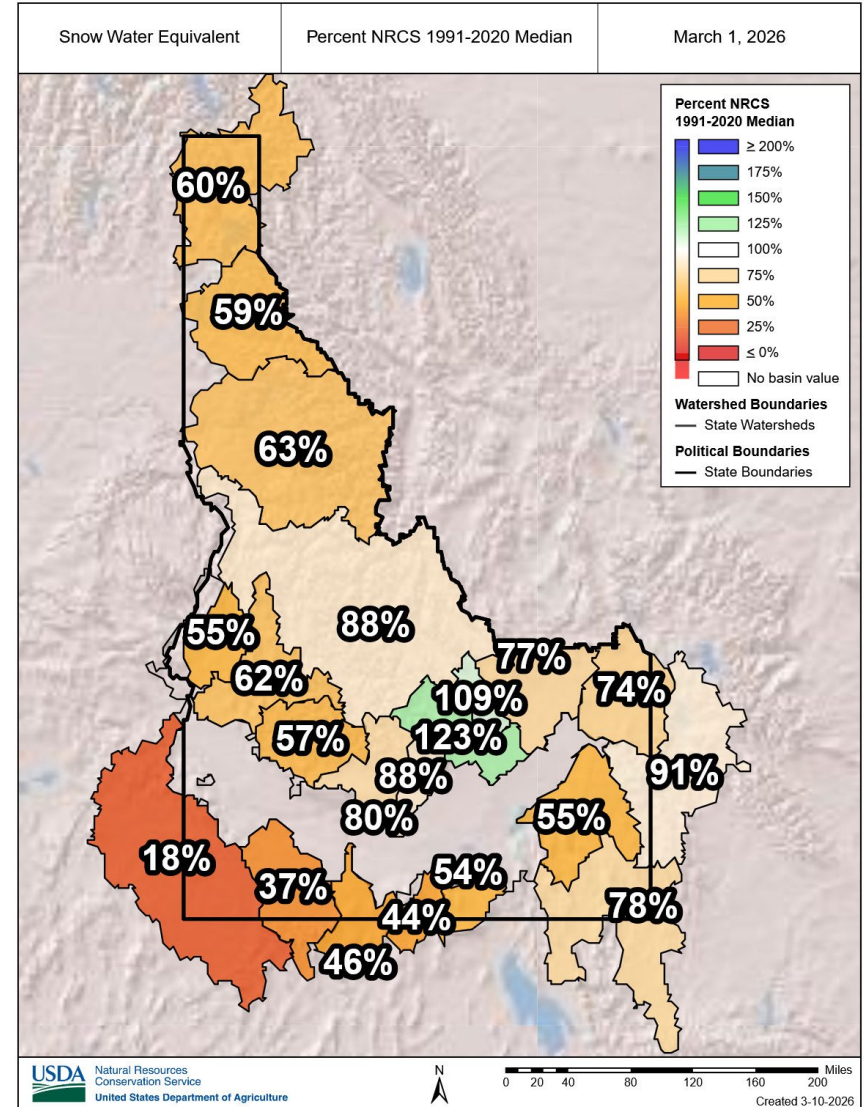 Snow Water Equivalent
Percent NRCS 1991-2020 Median
March 1, 2026
Percent NRCS
1991-2020 Median
≥ 200%
175%
150%
125%
100%
75%
50%
25%
≤ 0%
No basin value
Watershed Boundaries
State Watersheds
Political Boundaries
State Boundaries
60%
59%
63%
55%
88%
77%
62%
109%
74%
57%
123%
91%
88%
80%
55%
18%
37%
54%
44%
78%
46%
USDA
Natural Resources
Conservation Service
United States Department of Agriculture
N
Miles
0 20 40 80 120 160 200
Created 3-10-2026